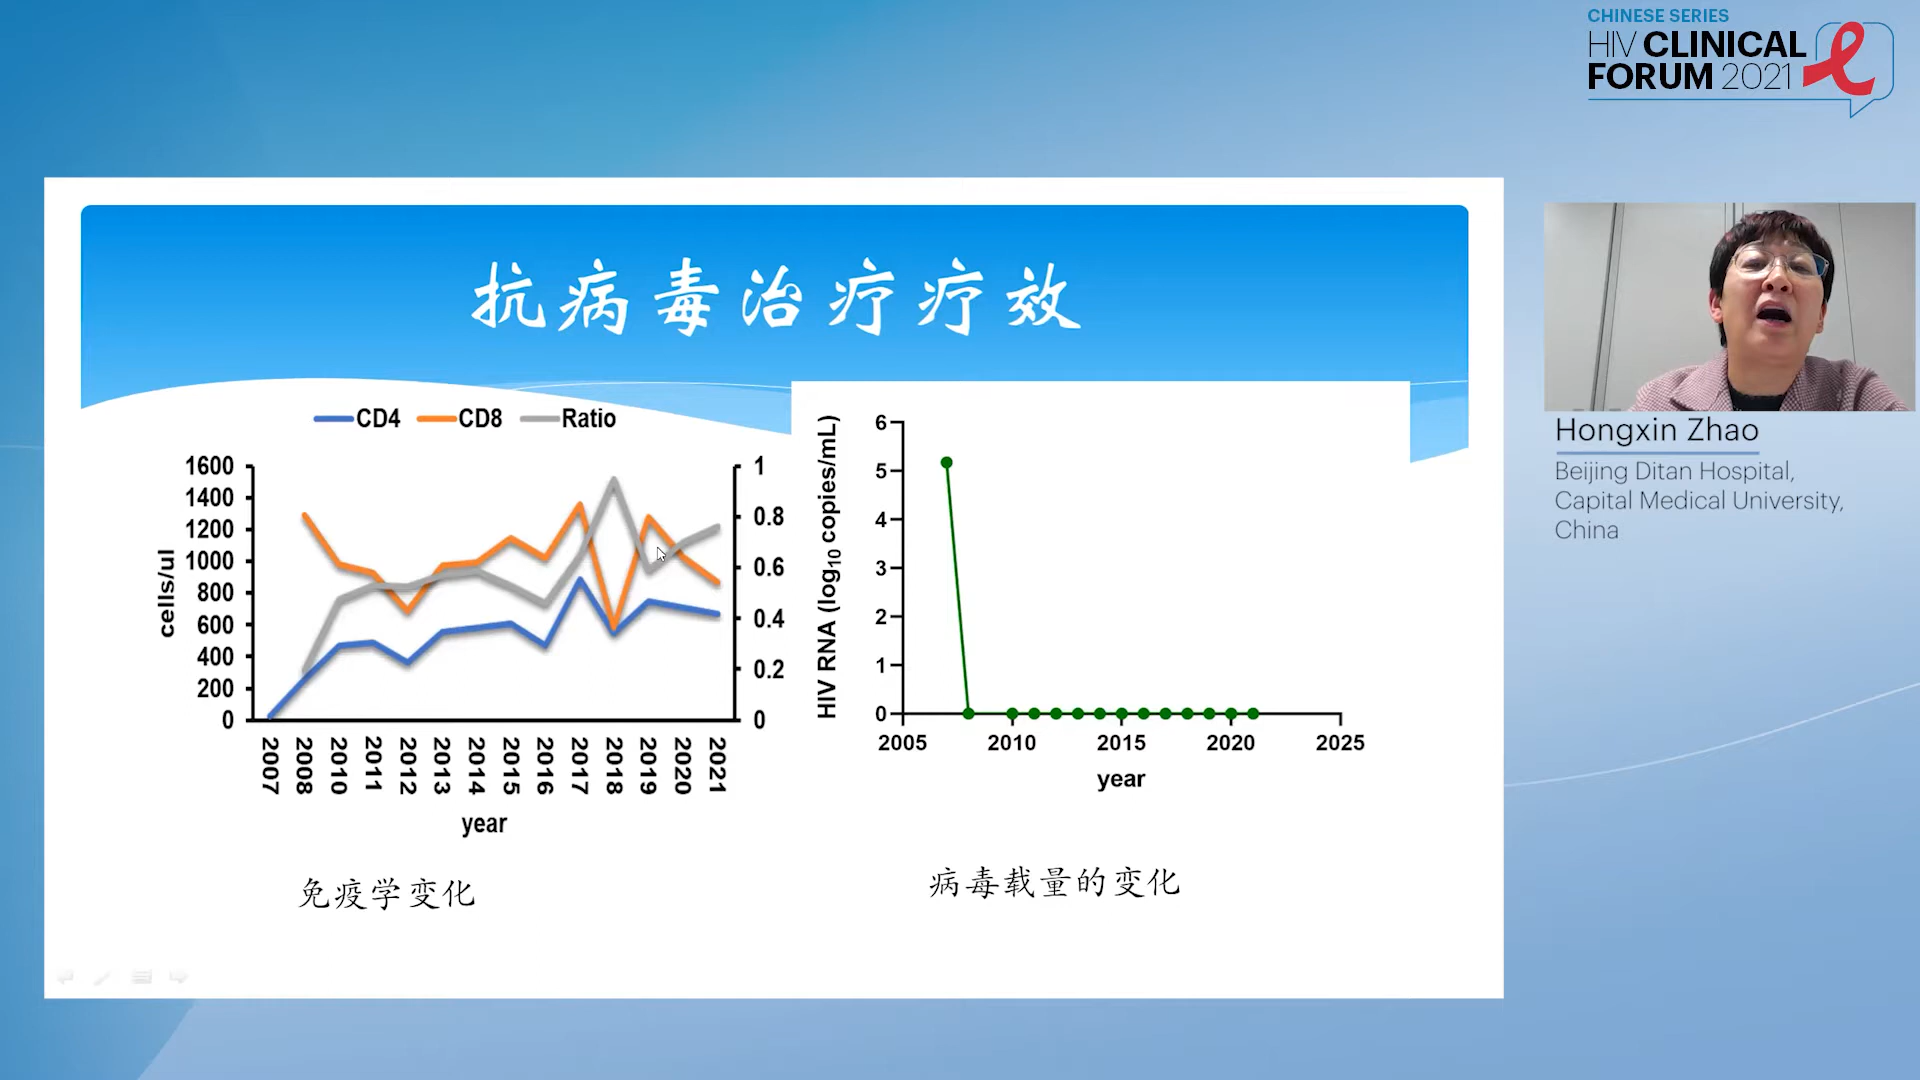 CHINESE SERIES
HIV CLINICAL
FORUM 2021
抗病毒治疗疗效
CD4 CD8 Ratio
1600
1400
1200
1000
800
600
400
200
0
cells/ul
1
0.8
0.6
0.4
0.2
0
2007 2008 2010 2011 2012 2013 2014 2015 2016 2017 2018 2019 2020 2021
year
免疫学变化
HIV RNA (log10 copies/mL)
6
5
4
3
2
1
0
2005 2010 2015 2020 2025
year
病毒载量的变化
Hongxin Zhao
Beijing Ditan Hospital,
Capital Medical University,
China